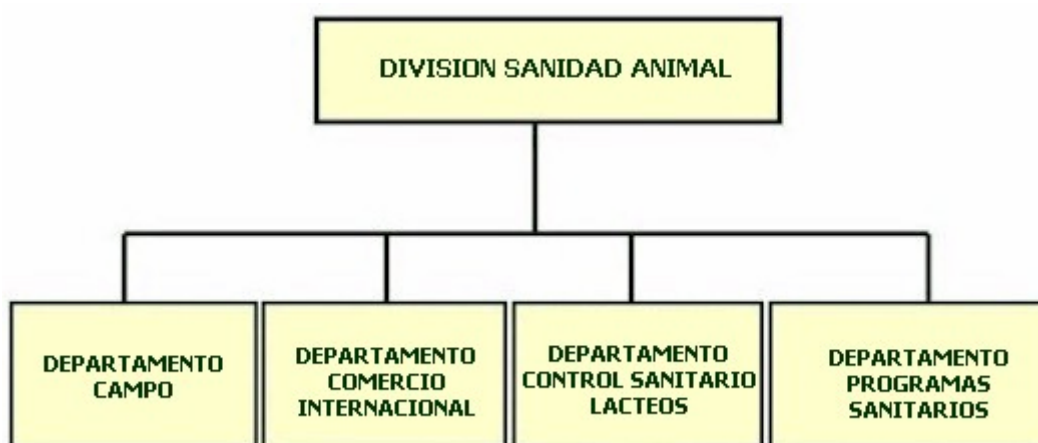 DIVISION SANIDAD ANIMAL
DEPARTAMENTO
CAMPO
DEPARTAMENTO
COMERCIO
INTERNACIONAL
DEPARTAMENTO
CONTROL SANITARIO
LACTEOS
DEPARTAMENTO
PROGRAMAS
SANITARIOS